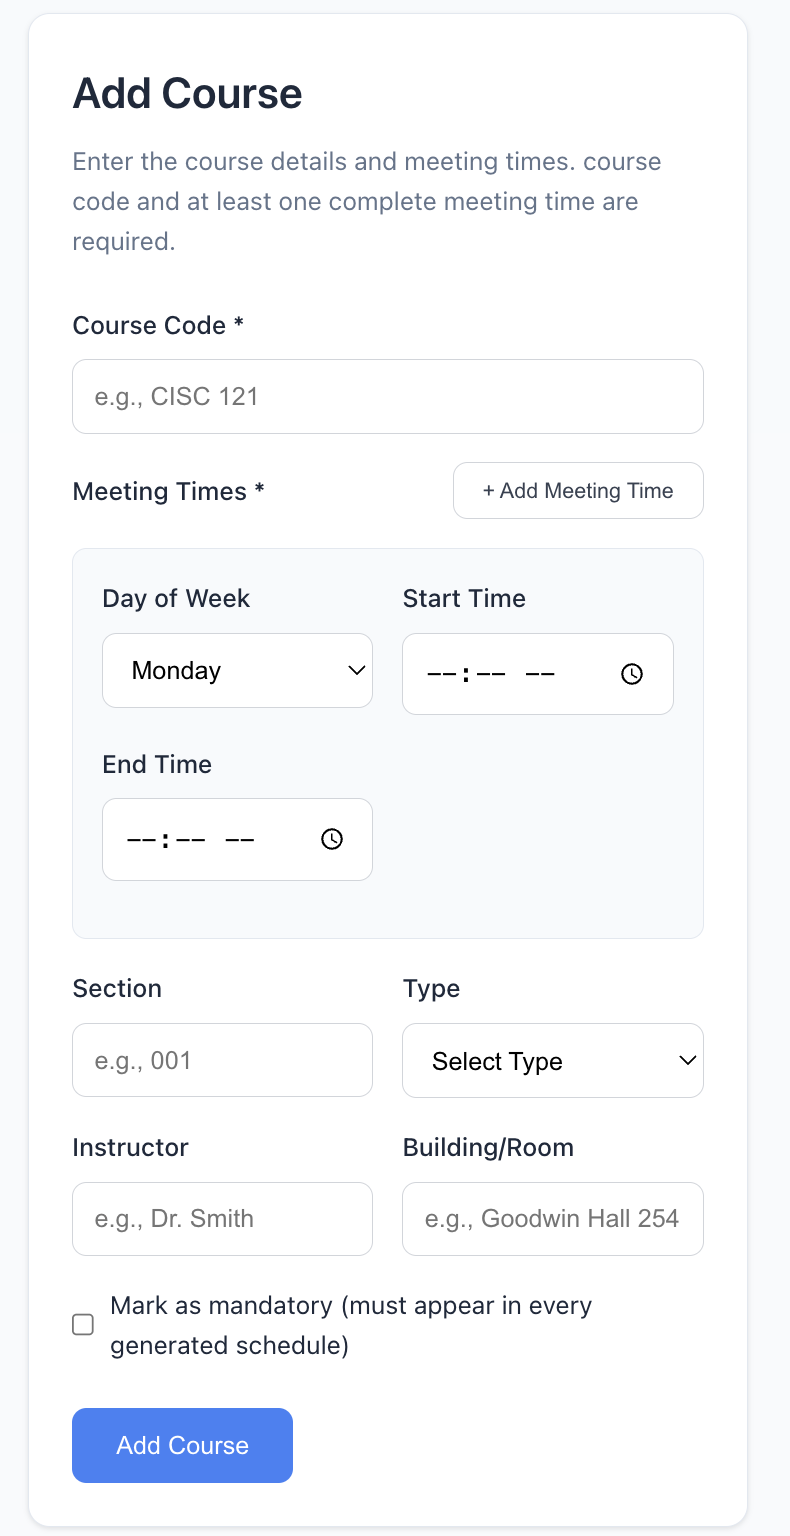 Add Course
Enter the course details and meeting times. course
code and at least one complete meeting time are
required.
Course Code *
e.g., CISC 121
Meeting Times *
+ Add Meeting Time
Day of Week
Start Time
Monday
--:-- --
End Time
--:-- --
Section
Type
e.g., 001
Select Type
Instructor
Building/Room
e.g., Dr. Smith
e.g., Goodwin Hall 254
Mark as mandatory (must appear in every
generated schedule)
Add Course